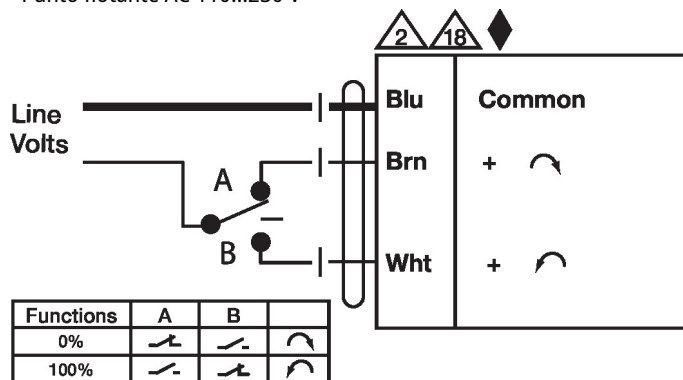 2 18
Line
Volts
Blu Common
Brn +
A
B
Wht +
Functions A B
0%
100%